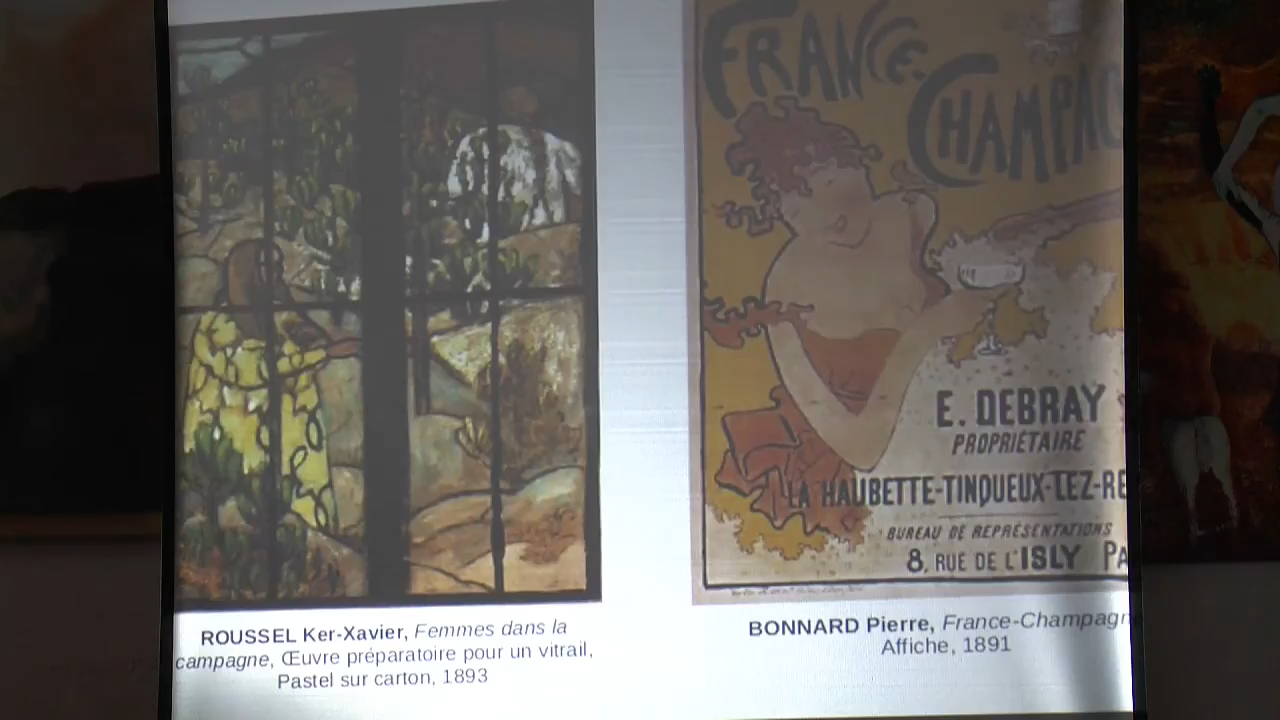 ROUSSEL Ker-Xavier, Femmes dans la
campagne, Œuvre préparatoire pour un vitrail,
Pastel sur carton, 1893
FRANCE-
CHAMPAG
E. DEBRAY
PROPRIÉTAIRE
LA HAUBETTE-TINQUEUX-LEZ-RE
BUREAU DE REPRÉSENTATIONS
8, RUE DE L'ISLY PA
BONNARD Pierre, France-Champagn
Affiche, 1891